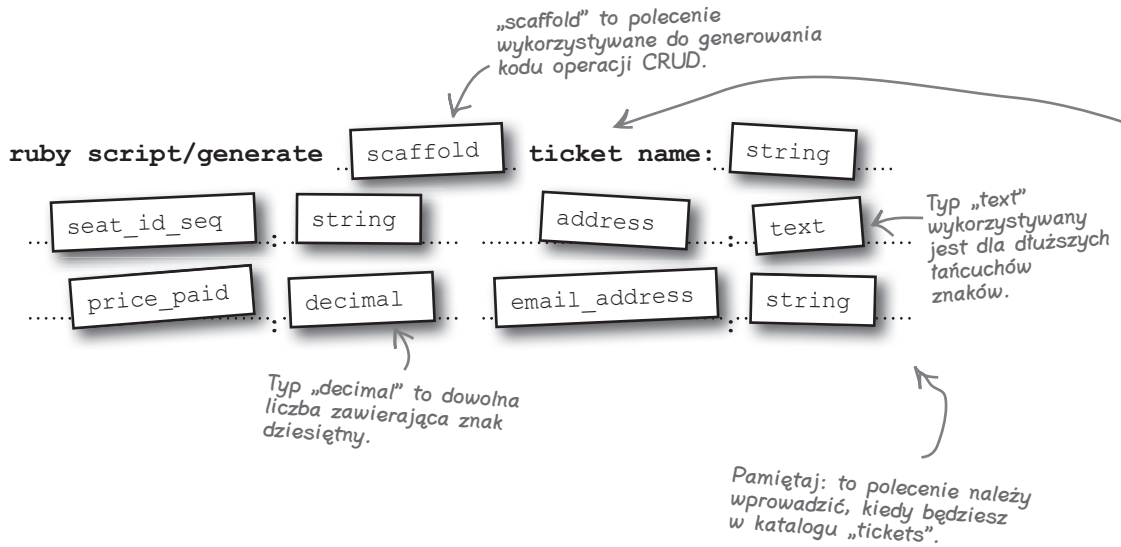 „scaffold” to polecenie
wykorzystywane do generowania
kodu operacji CRUD.
ruby script/generate scaffold ticket name: string
seat_id_seq : string address : text
Typ „text”
wykorzystywany
jest dla dłuższych
łańcuchów
znaków.
price_paid : decimal email_address : string
Typ „decimal” to dowolna
liczba zawierająca znak
dziesiętny.
Pamiętaj: to polecenie należy
wprowadzić, kiedy będziesz
w katalogu „tickets”.